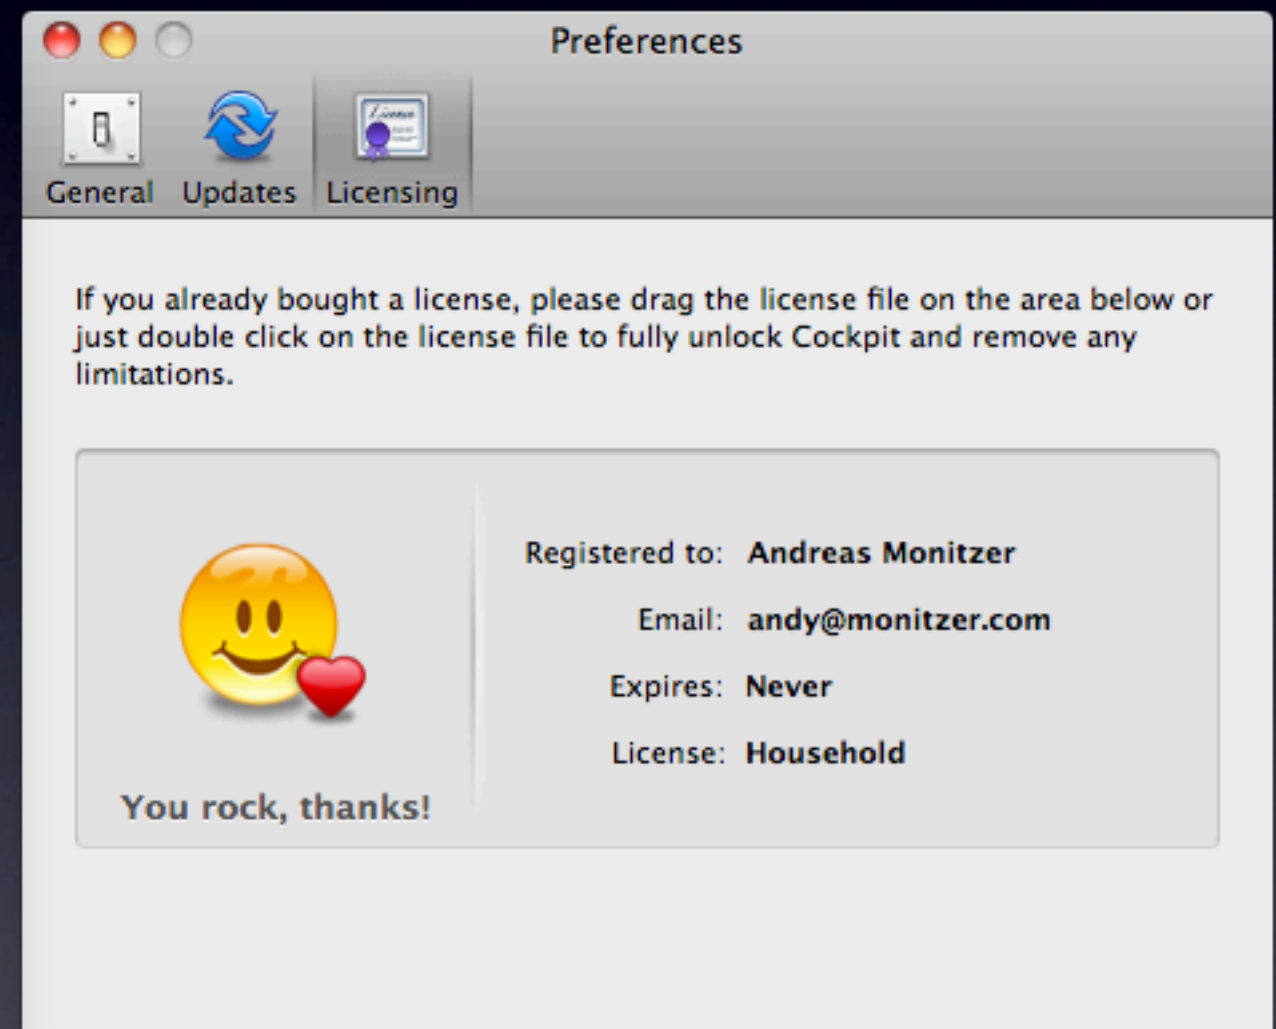 Preferences
General Updates Licensing
If you already bought a license, please drag the license file on the area below or
just double click on the license file to fully unlock Cockpit and remove any
limitations.
Registered to: Andreas Monitzer
Email: andy@monitzer.com
Expires: Never
License: Household
You rock, thanks!